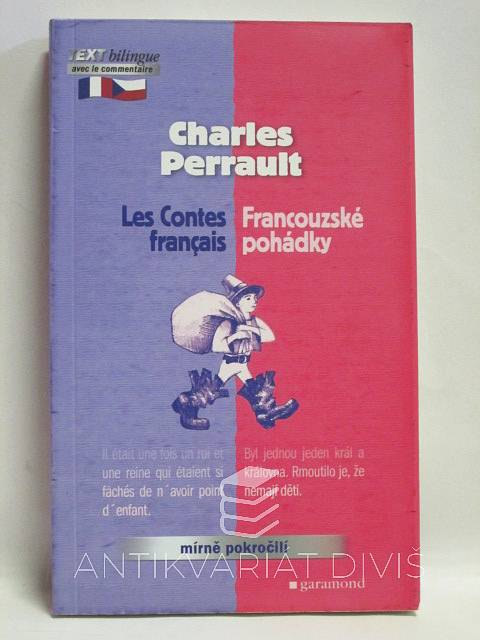 TEXT bilingue
avec le commentaire
Charles
Perrault
Les Contes
français
Francouzské
pohádky
Il était une fois un roi et
une reine qui étaient si
fâchés de n´avoir point
d´enfant.
Byl jednou jeden král a
královna. Rmoutilo je, že
nemají děti.
mírně pokročilí
ANTIKVARIÁT DIVIŠ
garamond